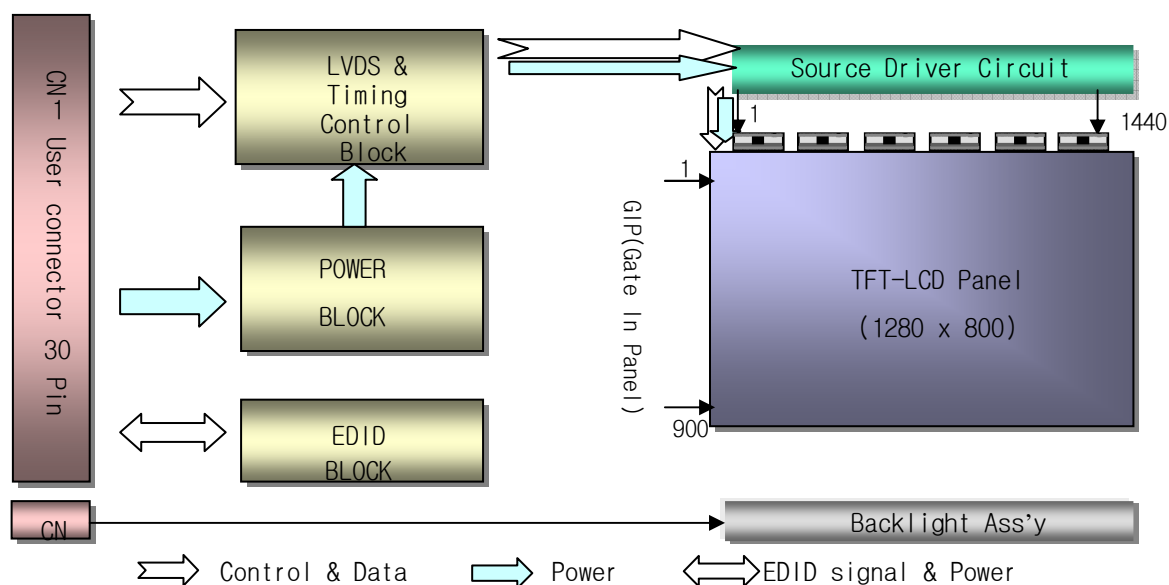 CN-1 User connector 30 Pin
LVDS &
Timing
Control
Block
POWER
BLOCK
EDID
BLOCK
Source Driver Circuit
1
1440
1
GIP(Gate In Panel)
900
TFT-LCD Panel
(1280 x 800)
CN
Backlight Ass'y
Control & Data
Power
EDID signal & Power